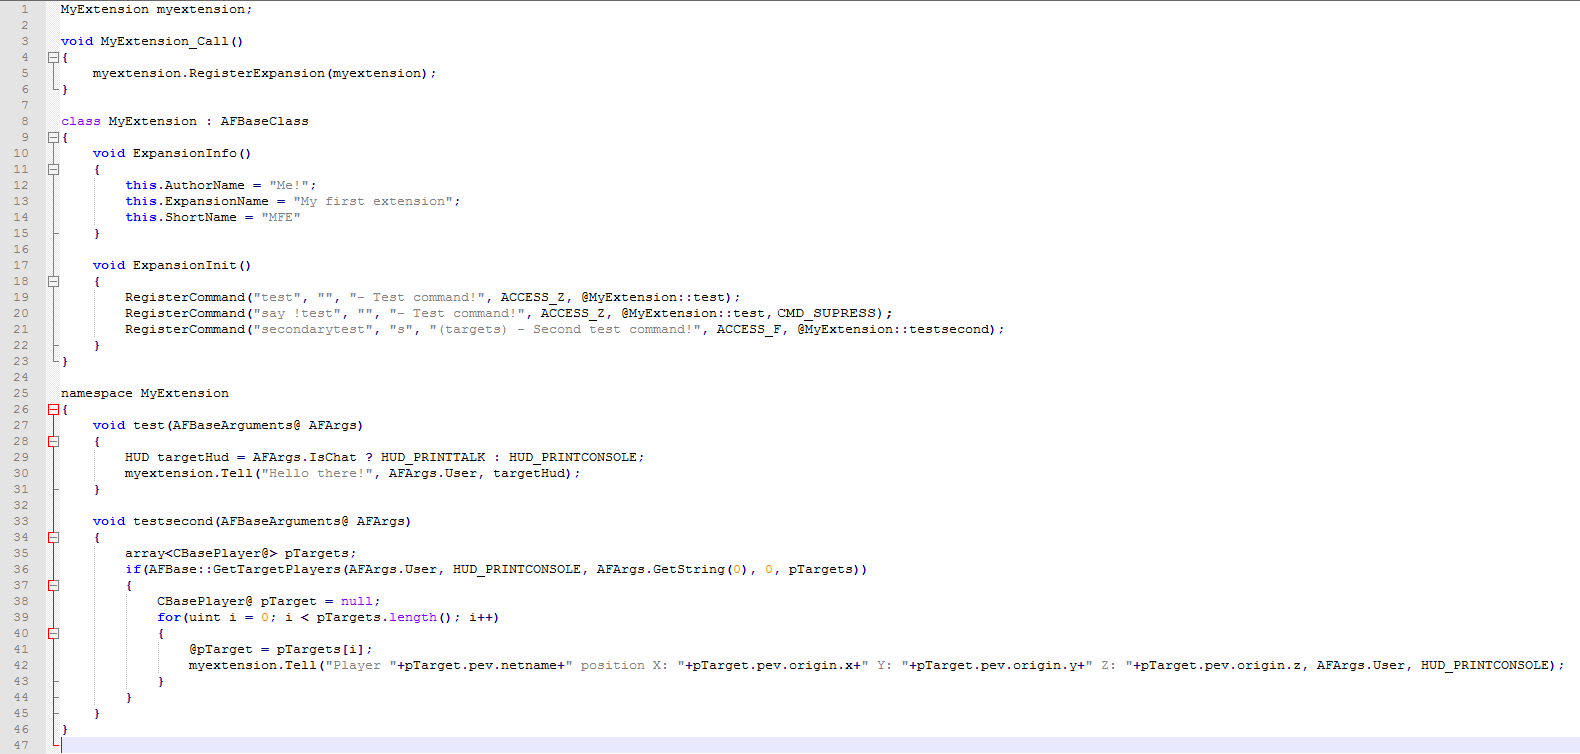 1 MyExtension myextension;
2
3 void MyExtension_Call()
4 {
5 myextension.RegisterExpansion(myextension);
6 }
7
8 class MyExtension : AFBaseClass
9 {
10 void ExpansionInfo()
11 {
12 this.AuthorName = "Me!";
13 this.ExpansionName = "My first extension";
14 this.ShortName = "MFE"
15 }
16
17 void ExpansionInit()
18 {
19 RegisterCommand("test", "", "- Test command!", ACCESS_Z, @MyExtension::test);
20 RegisterCommand("say !test", "", "- Test command!", ACCESS_Z, @MyExtension::test, CMD_SUPRESS);
21 RegisterCommand("secondarytest", "s", "(targets) - Second test command!", ACCESS_F, @MyExtension::testsecond);
22 }
23 }
24
25 namespace MyExtension
26 {
27 void test(AFBaseArguments@ AFArgs)
28 {
29 HUD targetHud = AFArgs.IsChat ? HUD_PRINTTALK : HUD_PRINTCONSOLE;
30 myextension.Tell("Hello there!", AFArgs.User, targetHud);
31 }
32
33 void testsecond(AFBaseArguments@ AFArgs)
34 {
35 array<CBasePlayer@> pTargets;
36 if(AFBase::GetTargetPlayers(AFArgs.User, HUD_PRINTCONSOLE, AFArgs.GetString(0), 0, pTargets))
37 {
38 CBasePlayer@ pTarget = null;
39 for(uint i = 0; i < pTargets.length(); i++)
40 {
41 @pTarget = pTargets[i];
42 myextension.Tell("Player "+pTarget.pev.netname+" position X: "+pTarget.pev.origin.x+" Y: "+pTarget.pev.origin.y+" Z: "+pTarget.pev.origin.z, AFArgs.User, HUD_PRINTCONSOLE);
43 }
44 }
45 }
46 }
47